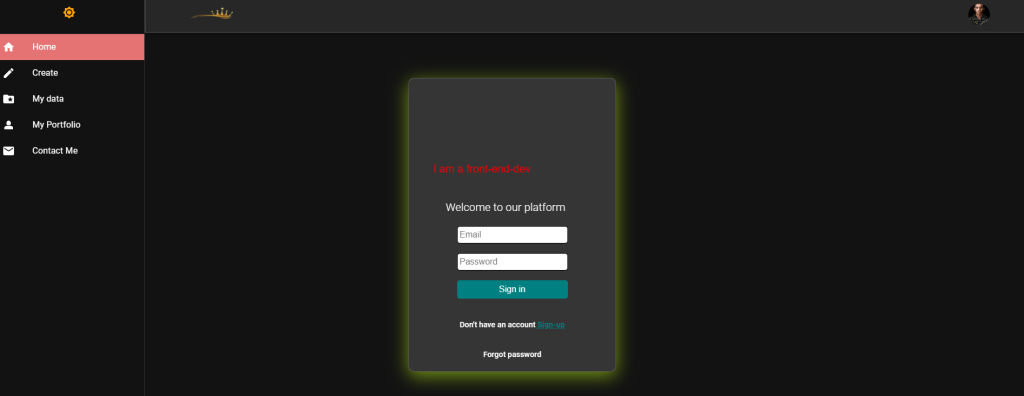 Home
Create
My data
My Portfolio
Contact Me
I am a front-end-dev
Welcome to our platform
Email
Password
Sign in
Don't have an account Sign-up
Forgot password